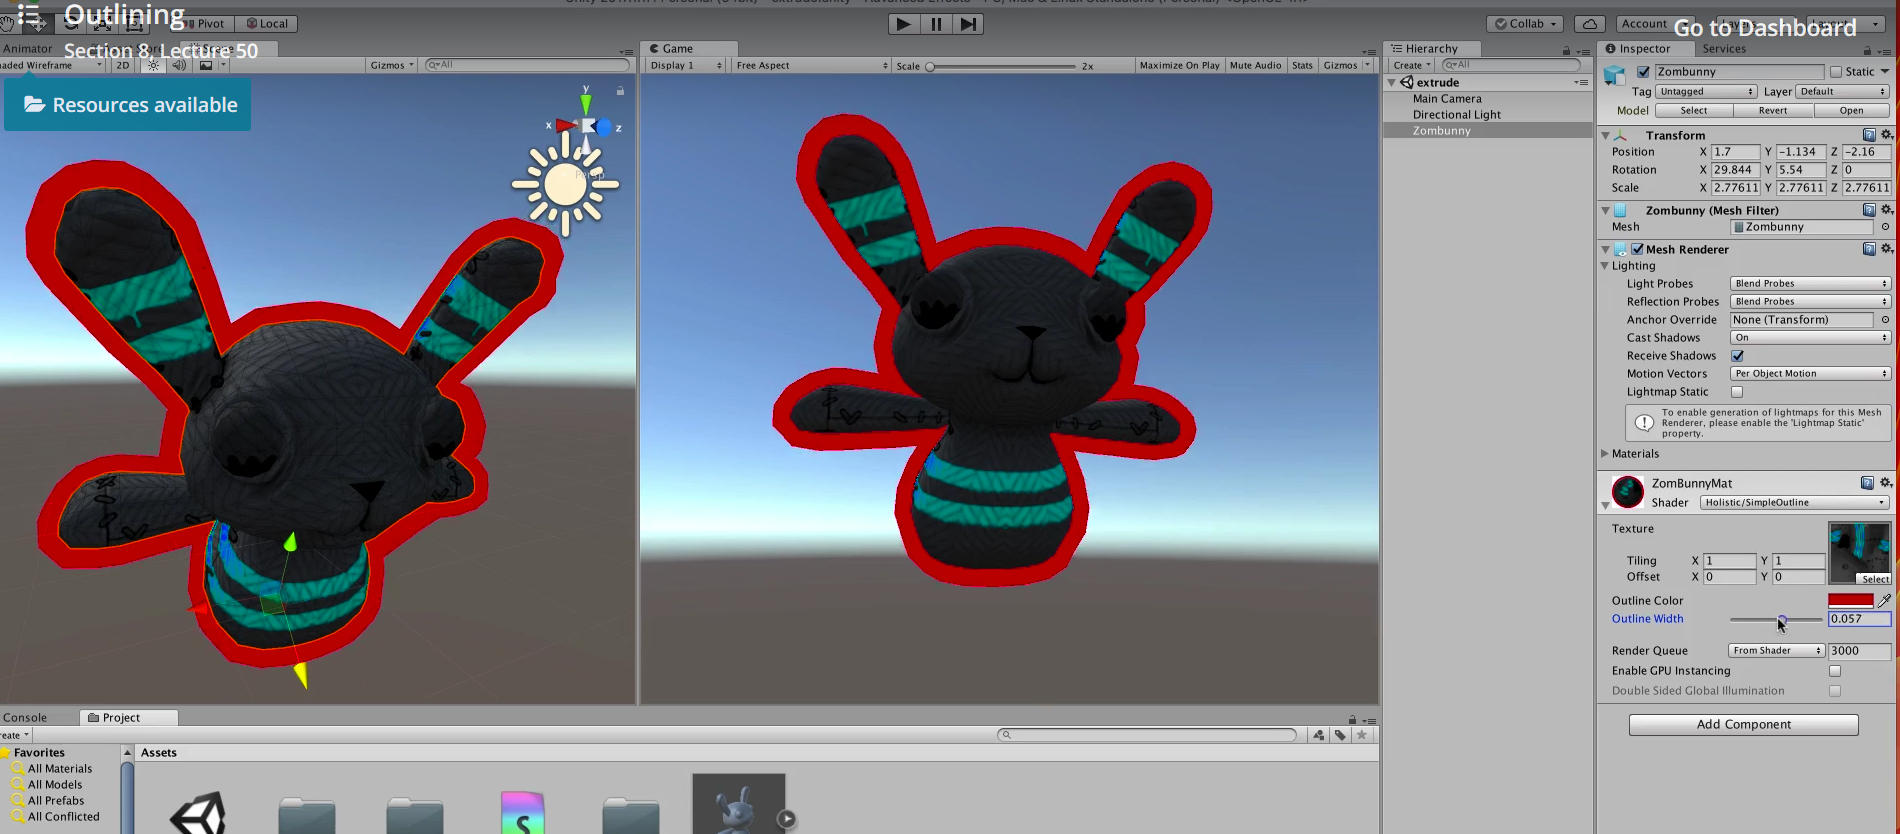 Outlining
Section 8, Lecture 50
Go to Dashboard
Resources available
Pivot
Local
Collab
Account
Animator
Game
Hierarchy
Inspector
Services
aded Wireframe
2D
Gizmos
All
Display 1
Free Aspect
Scale
2x
Maximize On Play
Mute Audio
Stats
Gizmos
Create
All
y
x
z
Persp
extrude
Main Camera
Directional Light
Zombunny
Zombunny
Static
Tag
Untagged
Layer
Default
Model
Select
Revert
Open
Transform
Position
X 1.7
Y -1.134
Z -2.16
Rotation
X 29.844
Y 5.54
Z 0
Scale
X 2.77611
Y 2.77611
Z 2.77611
Zombunny (Mesh Filter)
Mesh
Zombunny
Mesh Renderer
Lighting
Light Probes
Blend Probes
Reflection Probes
Blend Probes
Anchor Override
None (Transform)
Cast Shadows
On
Receive Shadows
Motion Vectors
Per Object Motion
Lightmap Static
To enable generation of lightmaps for this Mesh
Renderer, please enable the 'Lightmap Static'
property.
Materials
ZomBunnyMat
Shader
Holistic/SimpleOutline
Texture
Tiling
X 1
Y 1
Offset
X 0
Y 0
Select
Outline Color
Outline Width
0.057
Render Queue
From Shader
3000
Enable GPU Instancing
Double Sided Global Illumination
Add Component
Console
Project
reate
Favorites
All Materials
All Models
All Prefabs
All Conflicted
Assets
S